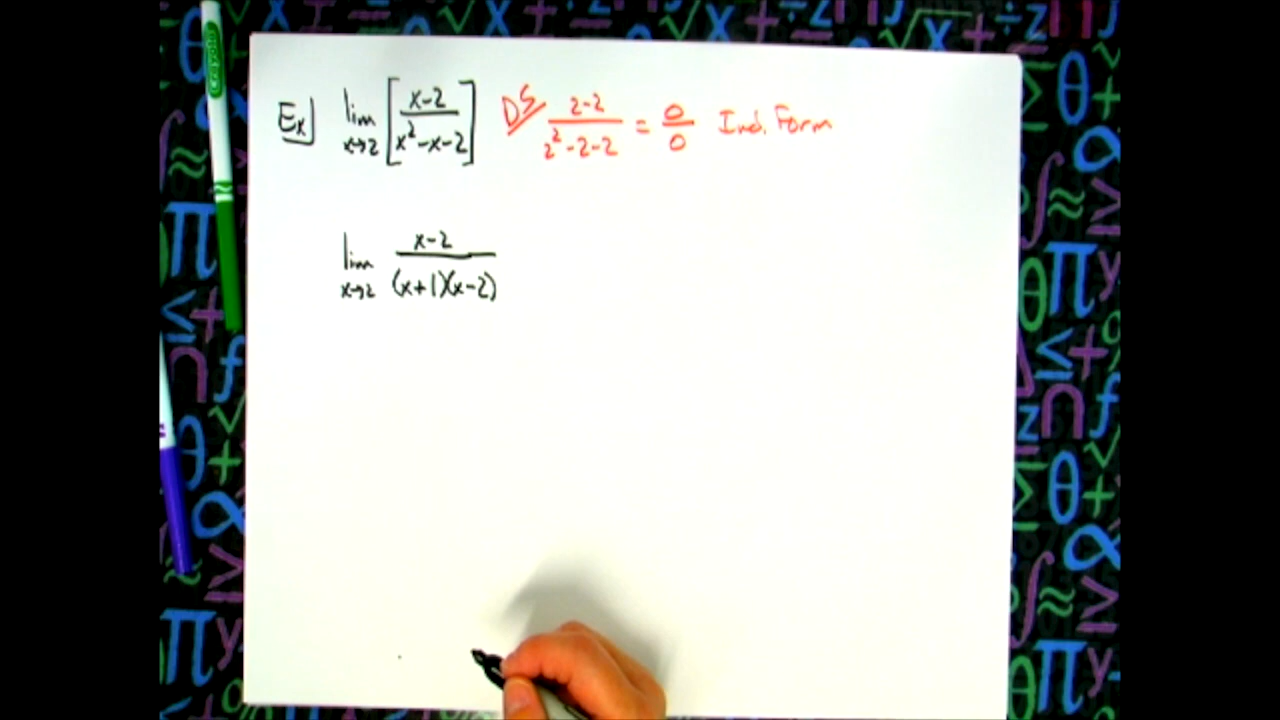 Ex) lim x→2 [x-2 / x²-x-2] DS 2-2 / 2²-2-2 = 0/0 Ind. Form
lim x→2 x-2 / (x+1)(x-2)
Crayola